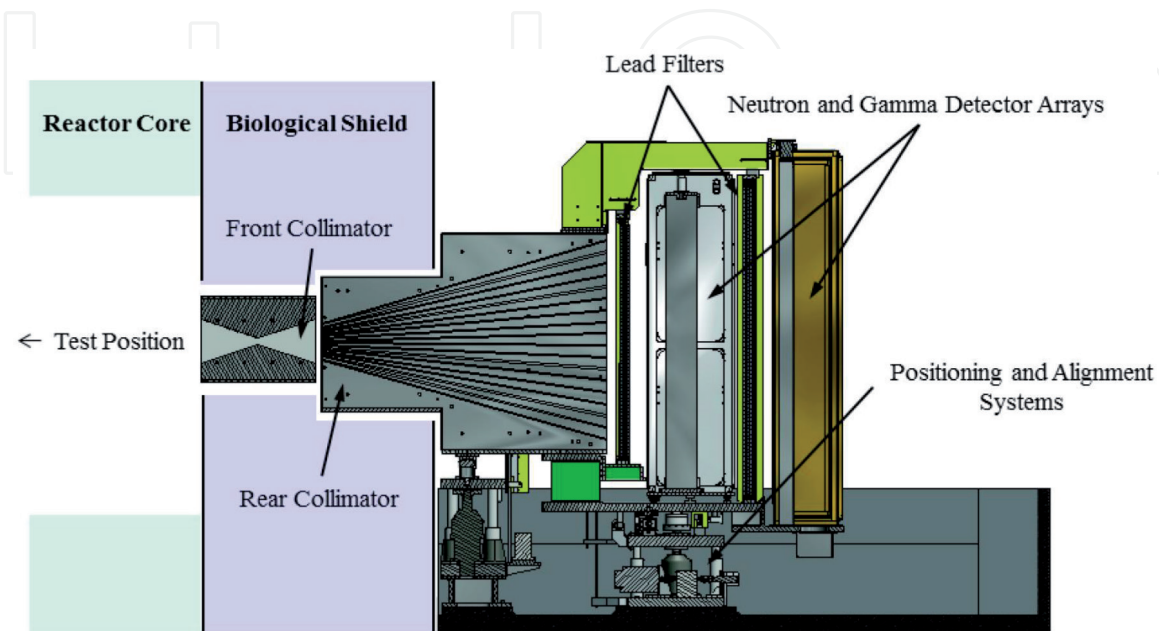 Lead Filters
Neutron and Gamma Detector Arrays
Reactor Core
Biological Shield
Front Collimator
← Test Position
Positioning and Alignment
Systems
Rear Collimator